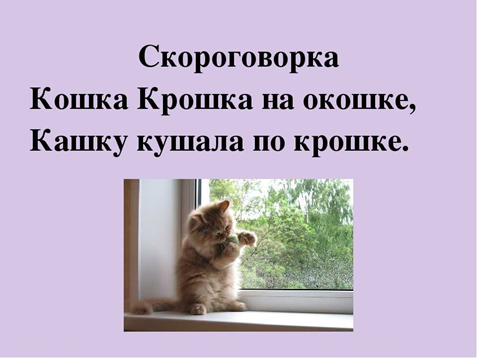 Скороговорка
Кошка Крошка на окошке,
Кашку кушала по крошке.